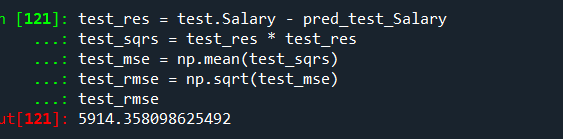 n [121]: test_res = test.Salary - pred_test_Salary
...: test_sqrs = test_res * test_res
...: test_mse = np.mean(test_sqrs)
...: test_rmse = np.sqrt(test_mse)
...: test_rmse
ut[121]: 5914.358098625492